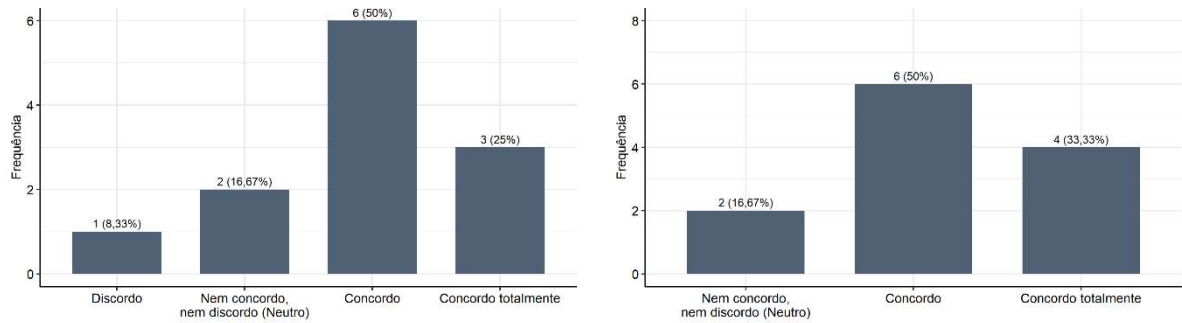 Frequência
6
4
2
0
1 (8,33%)
2 (16,67%)
6 (50%)
3 (25%)
Discordo
Nem concordo,
nem discordo (Neutro)
Concordo
Concordo totalmente
Frequência
8
6
4
2
0
2 (16,67%)
6 (50%)
4 (33,33%)
Nem concordo,
nem discordo (Neutro)
Concordo
Concordo totalmente